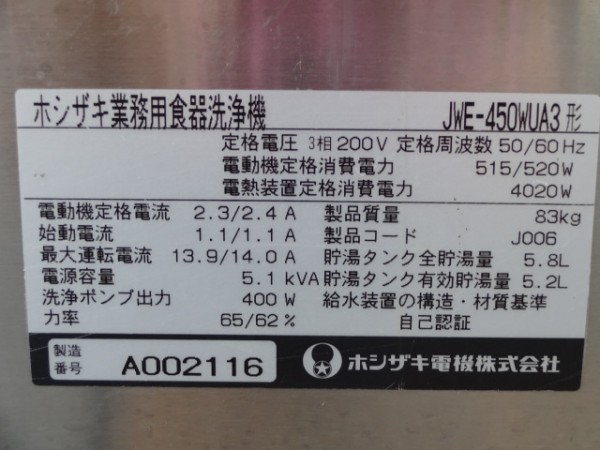 ホシザキ業務用食器洗浄機 JWE-450WUA3 形
定格電圧 3相 200V 定格周波数 50/60 Hz
電動機定格消費電力 515/520W
電熱装置定格消費電力 4020W
電動機定格電流 2.3/2.4 A 製品質量 83kg
始動電流 1.1/1.1 A 製品コード J006
最大運転電流 13.9/14.0 A 貯湯タンク全貯湯量 5.8L
電源容量 5.1 kVA 貯湯タンク有効貯湯量 5.2L
洗浄ポンプ出力 400 W 給水装置の構造・材質基準
力率 65/62 % 自己認証
製造番号 A002116 ホシザキ電機株式会社